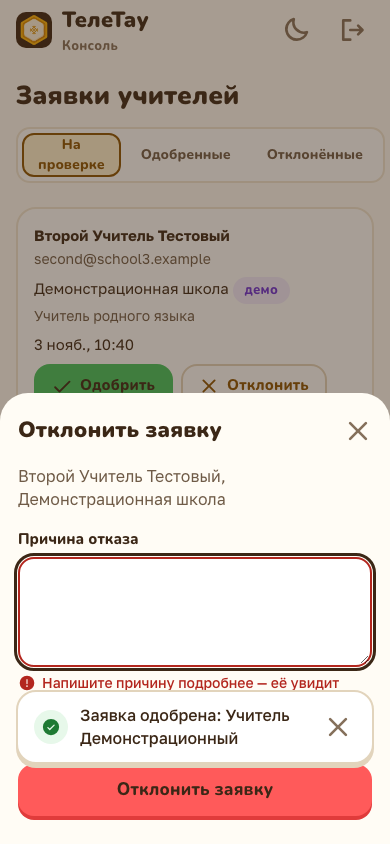 ТелеТау
Консоль
Заявки учителей
На
проверке
Одобренные
Отклонённые
Второй Учитель Тестовый
second@school3.example
Демонстрационная школа демо
Учитель родного языка
3 нояб., 10:40
Одобрить
Отклонить
Отклонить заявку
Второй Учитель Тестовый,
Демонстрационная школа
Причина отказа
Напишите причину подробнее — её увидит
Заявка одобрена: Учитель
Демонстрационный
Отклонить заявку